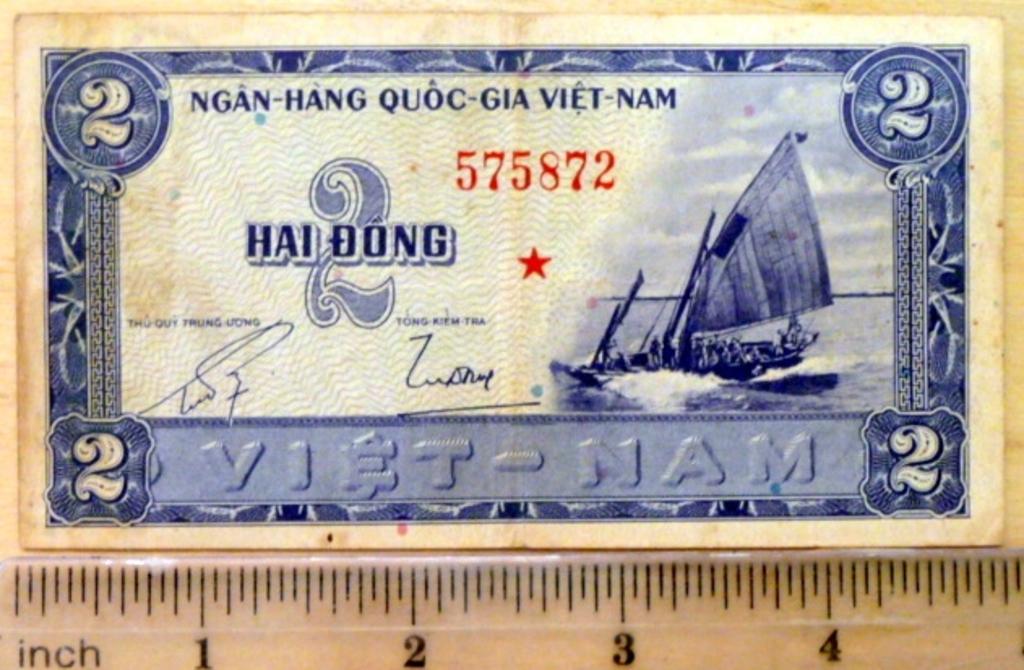 2 2
NGÂN-HÀNG QUỐC-GIA VIỆT-NAM
575872
2
HAI ĐỒNG
THỦ-QUỸ TRUNG-ƯƠNG TỔNG-KIỂM-TRA
2 VIỆT-NAM 2
inch 1 2 3 4